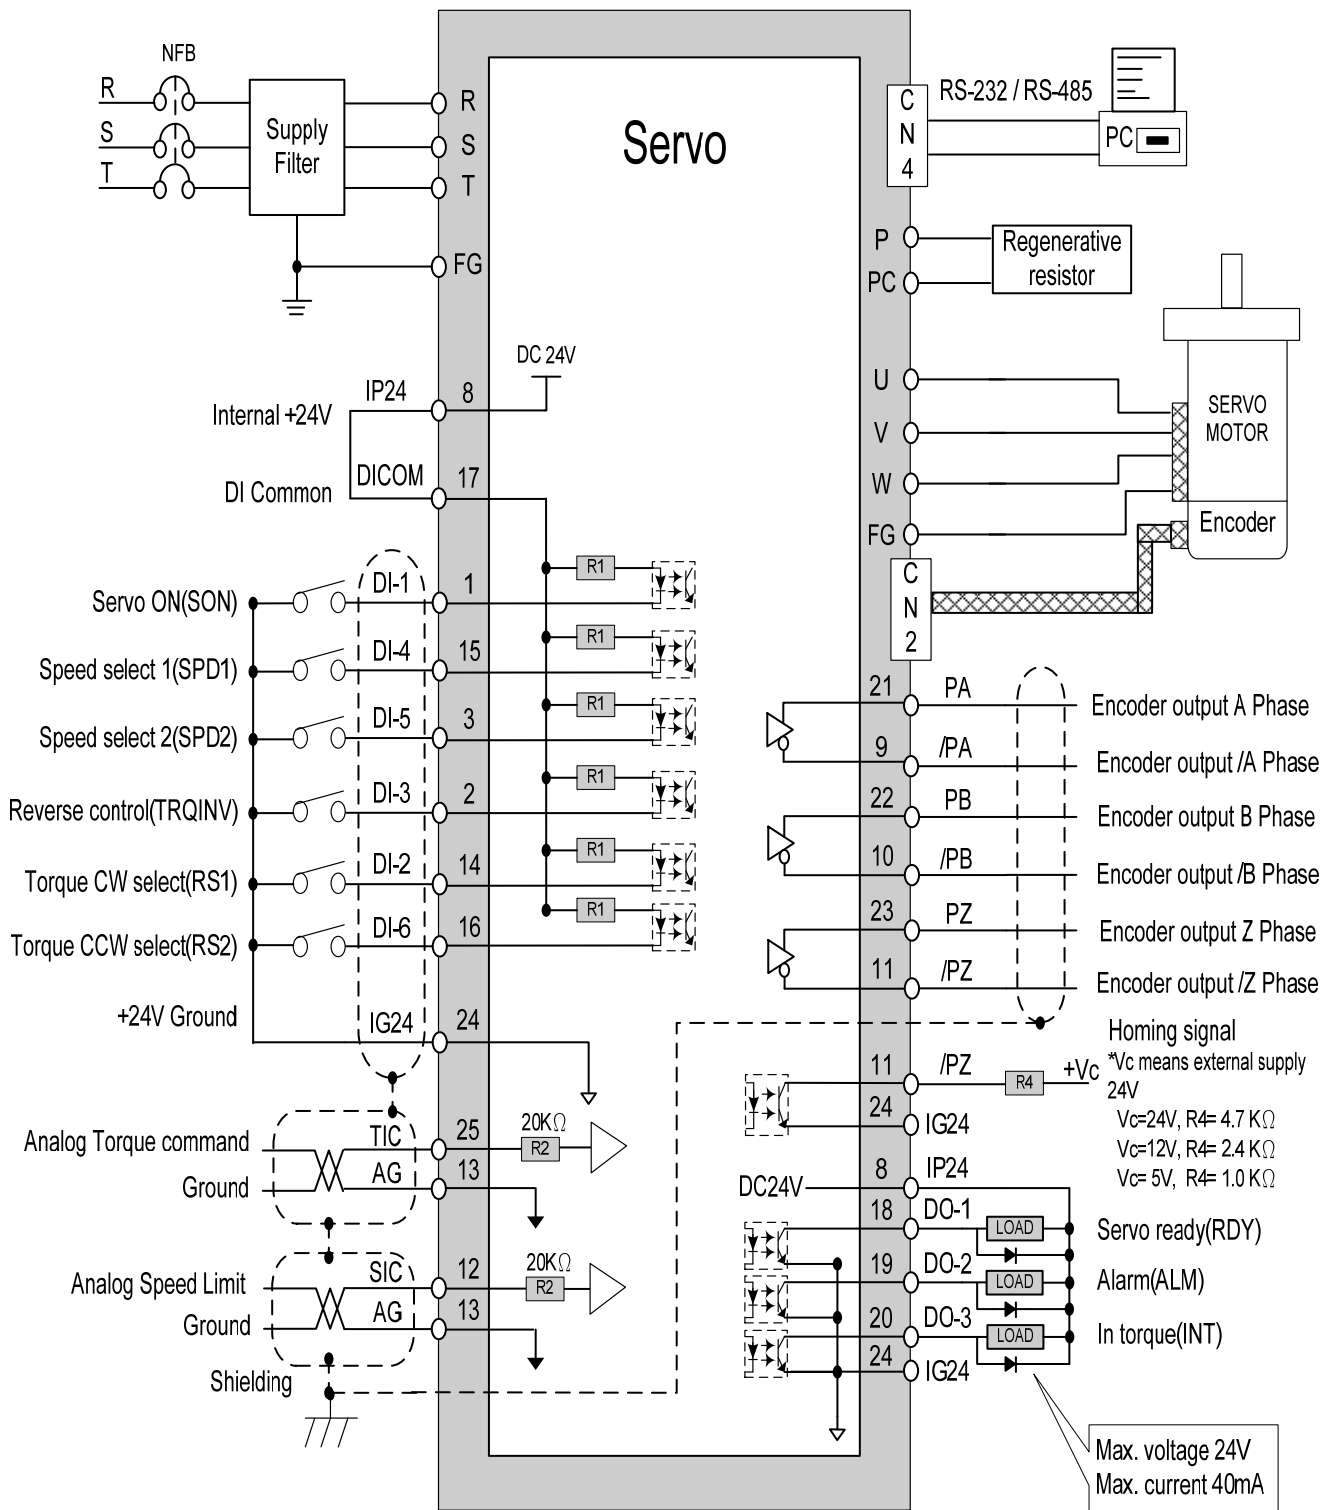 NFB
R
S
T
Supply
Filter
R
S
T
FG
Servo
C
N
4
RS-232 / RS-485
PC
P
PC
Regenerative
resistor
U
V
W
FG
SERVO
MOTOR
Encoder
C
N
2
DC 24V
Internal +24V
IP24
8
DI Common
DICOM
17
R1
Servo ON(SON)
DI-1
1
R1
Speed select 1(SPD1)
DI-4
15
R1
Speed select 2(SPD2)
DI-5
3
R1
Reverse control(TRQINV)
DI-3
2
R1
Torque CW select(RS1)
DI-2
14
R1
Torque CCW select(RS2)
DI-6
16
+24V Ground
IG24
24
Analog Torque command
TIC
25
20KΩ
R2
Ground
AG
13
Analog Speed Limit
SIC
12
20KΩ
R2
Ground
AG
13
Shielding
21
PA
Encoder output A Phase
9
/PA
Encoder output /A Phase
22
PB
Encoder output B Phase
10
/PB
Encoder output /B Phase
23
PZ
Encoder output Z Phase
11
/PZ
Encoder output /Z Phase
Homing signal
*Vc means external supply
24V
Vc=24V, R4= 4.7 KΩ
Vc=12V, R4= 2.4 KΩ
Vc= 5V, R4= 1.0 KΩ
11
/PZ
R4
+Vc
24
IG24
DC24V
8
IP24
18
DO-1
LOAD
Servo ready(RDY)
19
DO-2
LOAD
Alarm(ALM)
20
DO-3
LOAD
In torque(INT)
24
IG24
Max. voltage 24V
Max. current 40mA